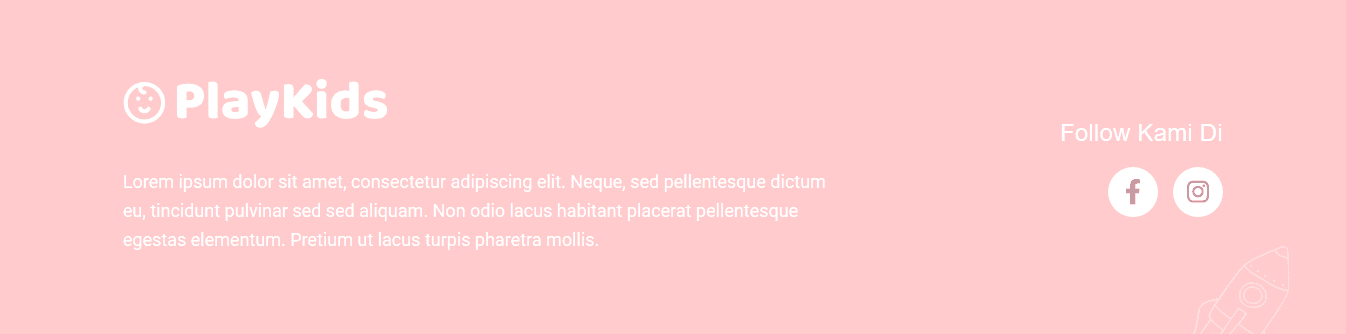 PlayKids
Follow Kami Di
Lorem ipsum dolor sit amet, consectetur adipiscing elit. Neque, sed pellentesque dictum
eu, tincidunt pulvinar sed sed aliquam. Non odio lacus habitant placerat pellentesque
egestas elementum. Pretium ut lacus turpis pharetra mollis.